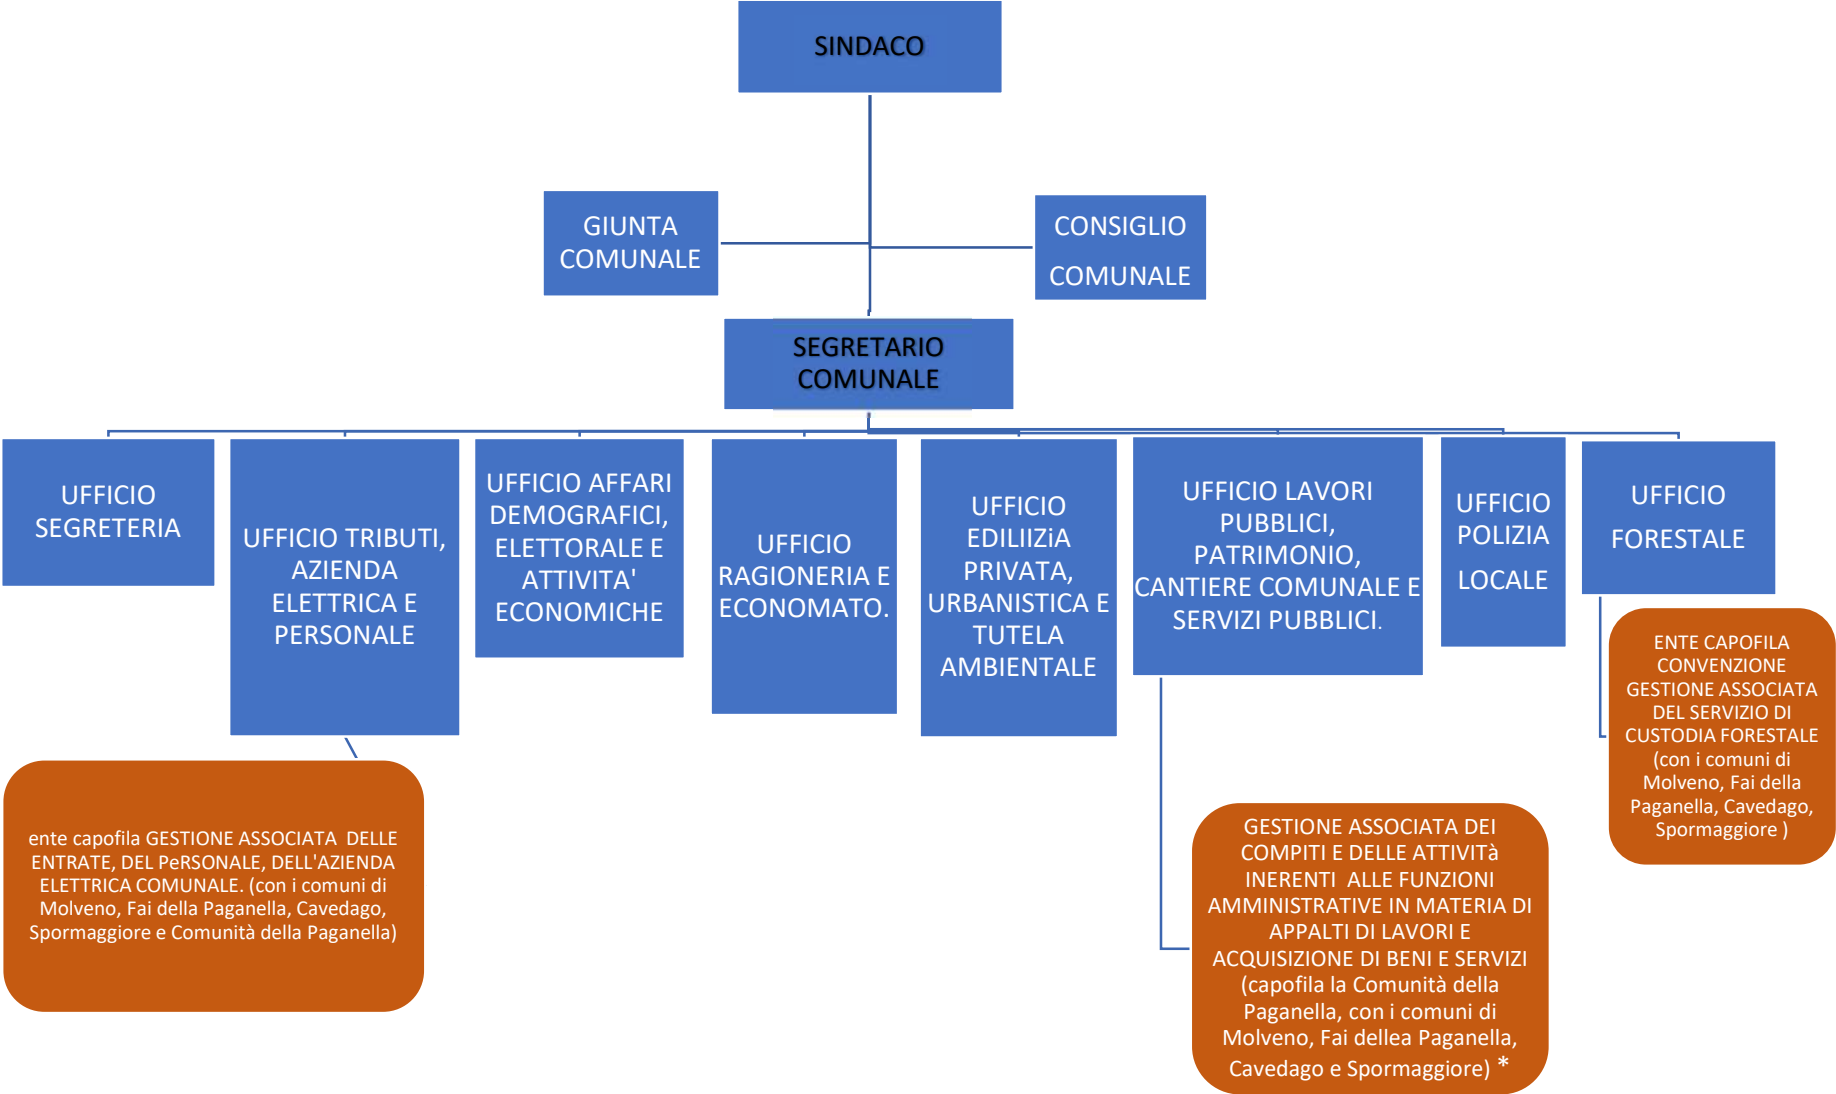 SINDACO
GIUNTA
COMUNALE
CONSIGLIO
COMUNALE
SEGRETARIO
COMUNALE
UFFICIO
SEGRETERIA
UFFICIO TRIBUTI,
AZIENDA
ELETTRICA E
PERSONALE
UFFICIO AFFARI
DEMOGRAFICI,
ELETTORALE E
ATTIVITA'
ECONOMICHE
UFFICIO
RAGIONERIA E
ECONOMATO.
UFFICIO
EDILIIZiA
PRIVATA,
URBANISTICA E
TUTELA
AMBIENTALE
UFFICIO LAVORI
PUBBLICI,
PATRIMONIO,
CANTIERE COMUNALE E
SERVIZI PUBBLICI.
UFFICIO
POLIZIA
LOCALE
UFFICIO
FORESTALE
ente capofila GESTIONE ASSOCIATA  DELLE
ENTRATE, DEL PeRSONALE, DELL'AZIENDA
ELETTRICA COMUNALE. (con i comuni di
Molveno, Fai della Paganella, Cavedago,
Spormaggiore e Comunità della Paganella)
GESTIONE ASSOCIATA DEI
COMPITI E DELLE ATTIVITà
INERENTI  ALLE FUNZIONI
AMMINISTRATIVE IN MATERIA DI
APPALTI DI LAVORI E
ACQUISIZIONE DI BENI E SERVIZI
(capofila la Comunità della
Paganella, con i comuni di
Molveno, Fai dellea Paganella,
Cavedago e Spormaggiore) *
ENTE CAPOFILA
CONVENZIONE
GESTIONE ASSOCIATA
DEL SERVIZIO DI
CUSTODIA FORESTALE
(con i comuni di
Molveno, Fai della
Paganella, Cavedago,
Spormaggiore )